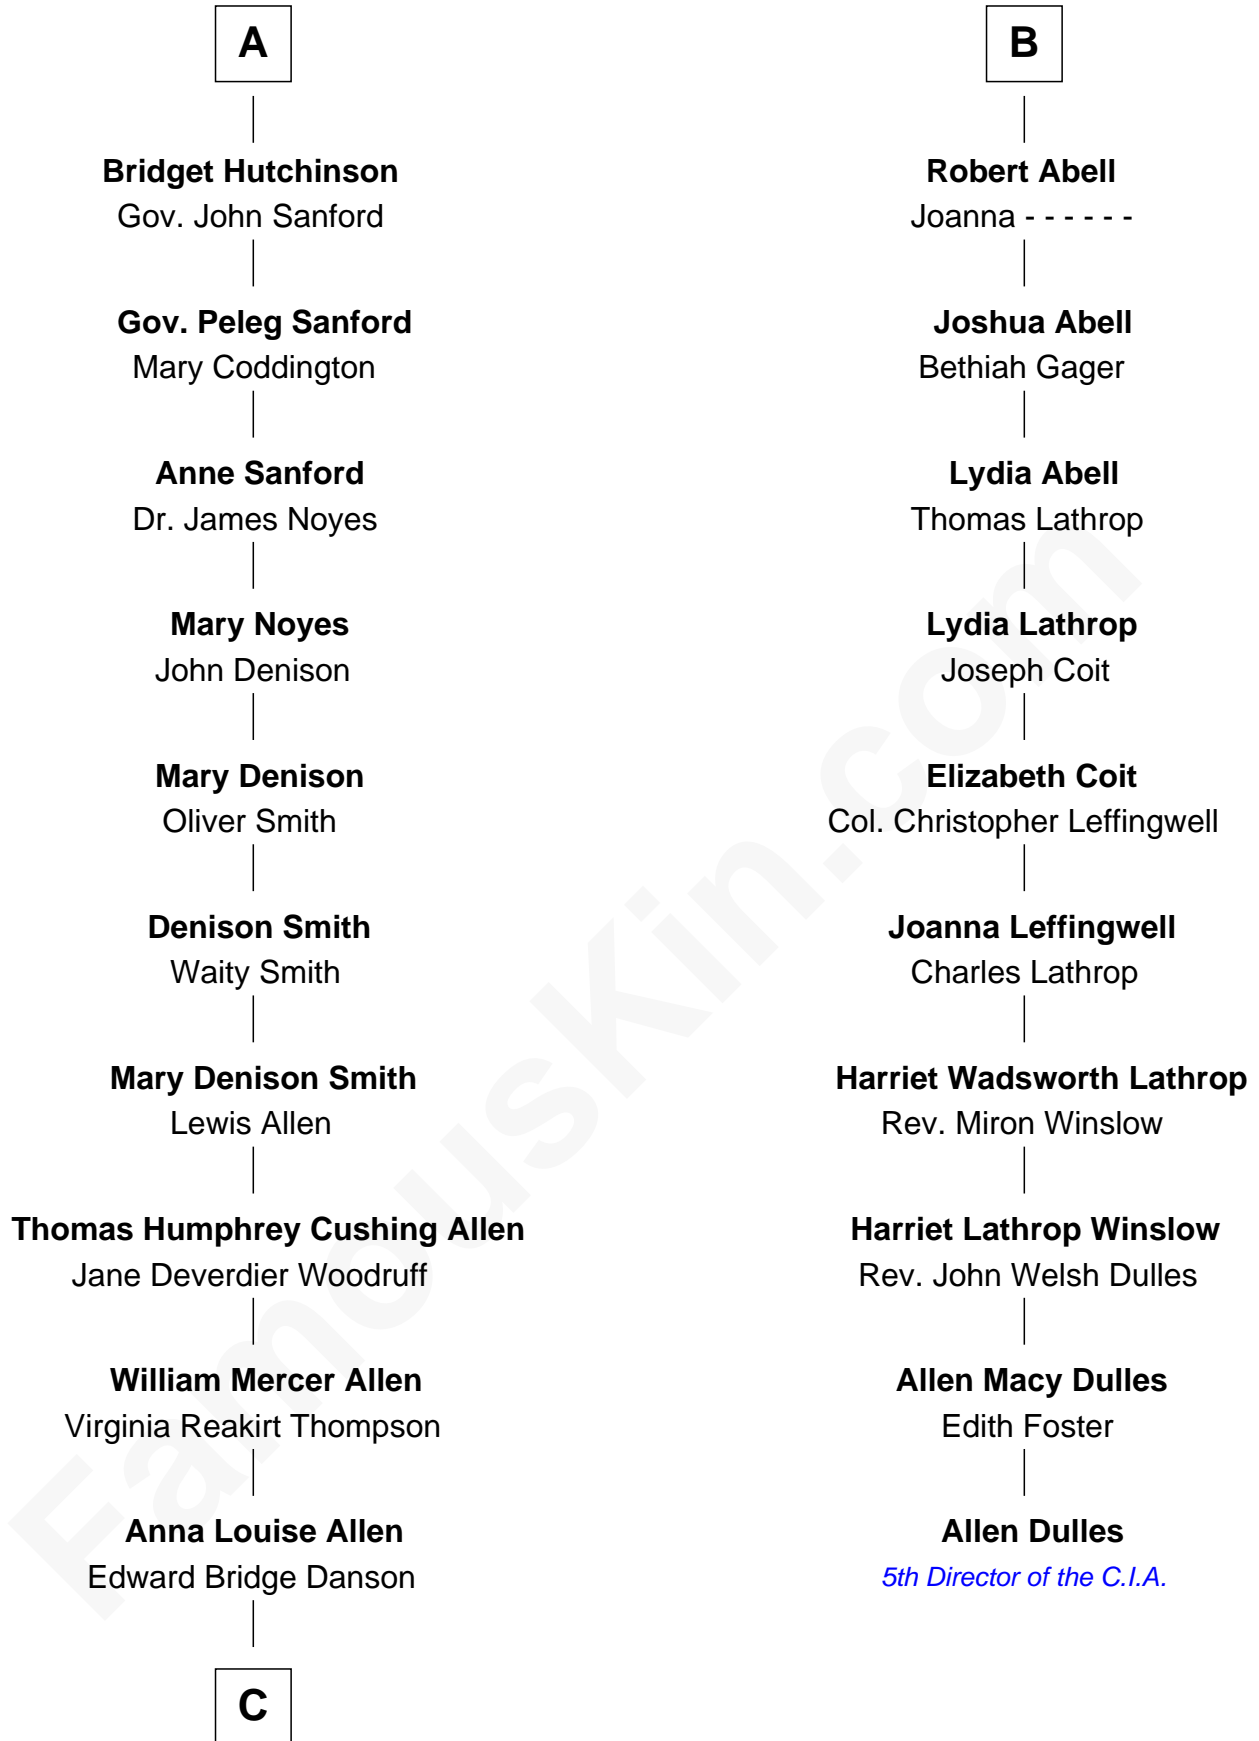 A
Bridget Hutchinson
Gov. John Sanford
Gov. Peleg Sanford
Mary Coddington
Anne Sanford
Dr. James Noyes
Mary Noyes
John Denison
Mary Denison
Oliver Smith
Denison Smith
Waity Smith
Mary Denison Smith
Lewis Allen
Thomas Humphrey Cushing Allen
Jane Deverdier Woodruff
William Mercer Allen
Virginia Reakirt Thompson
Anna Louise Allen
Edward Bridge Danson
C
B
Robert Abell
Joanna - - - - - -
Joshua Abell
Bethiah Gager
Lydia Abell
Thomas Lathrop
Lydia Lathrop
Joseph Coit
Elizabeth Coit
Col. Christopher Leffingwell
Joanna Leffingwell
Charles Lathrop
Harriet Wadsworth Lathrop
Rev. Miron Winslow
Harriet Lathrop Winslow
Rev. John Welsh Dulles
Allen Macy Dulles
Edith Foster
Allen Dulles
5th Director of the C.I.A.
FamousKin.com